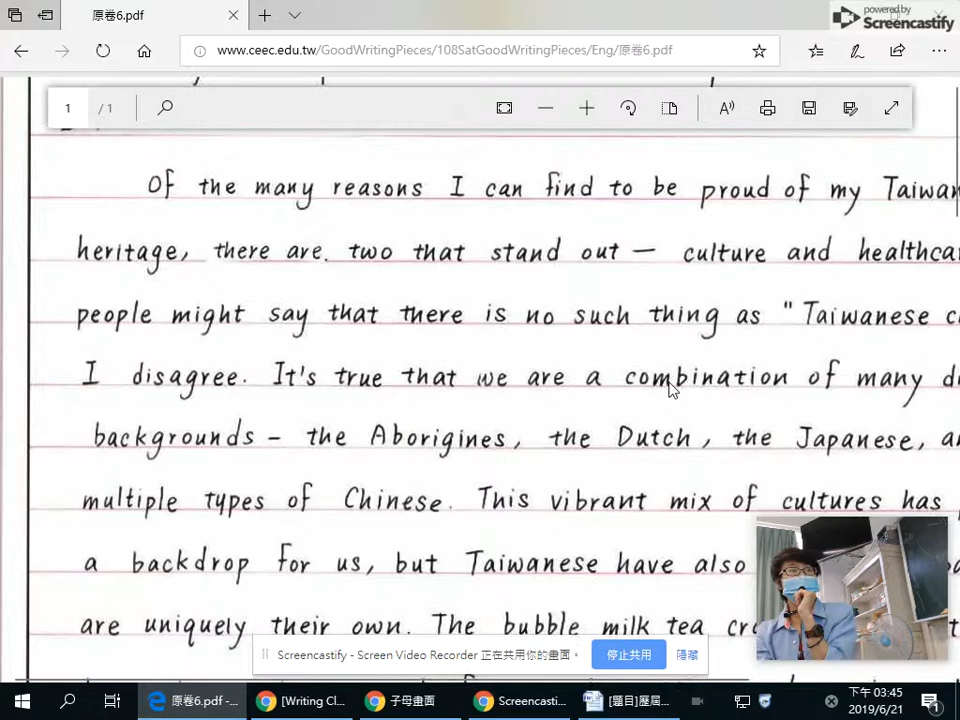 原卷6.pdf
powered by
Screencastify
www.ceec.edu.tw/GoodWritingPieces/108SatGoodWritingPieces/Eng/原卷6.pdf
1 / 1
Of the many reasons I can find to be proud of my Taiwan
heritage, there are. two that stand out — culture and healthca
people might say that there is no such thing as "Taiwanese c
I disagree. It's true that we are a combination of many d
backgrounds - the Aborigines, the Dutch, the Japanese, an
multiple types of Chinese. This vibrant mix of cultures has
a backdrop for us, but Taiwanese have also
are uniquely their own. The bubble milk tea cr
Screencastify - Screen Video Recorder 正在共用你的畫面。 停止共用 隱藏
原卷6.pdf -... [Writing Cl... 子母畫面 Screencasti... [題目]歷屆...
下午 03:45
2019/6/21
1